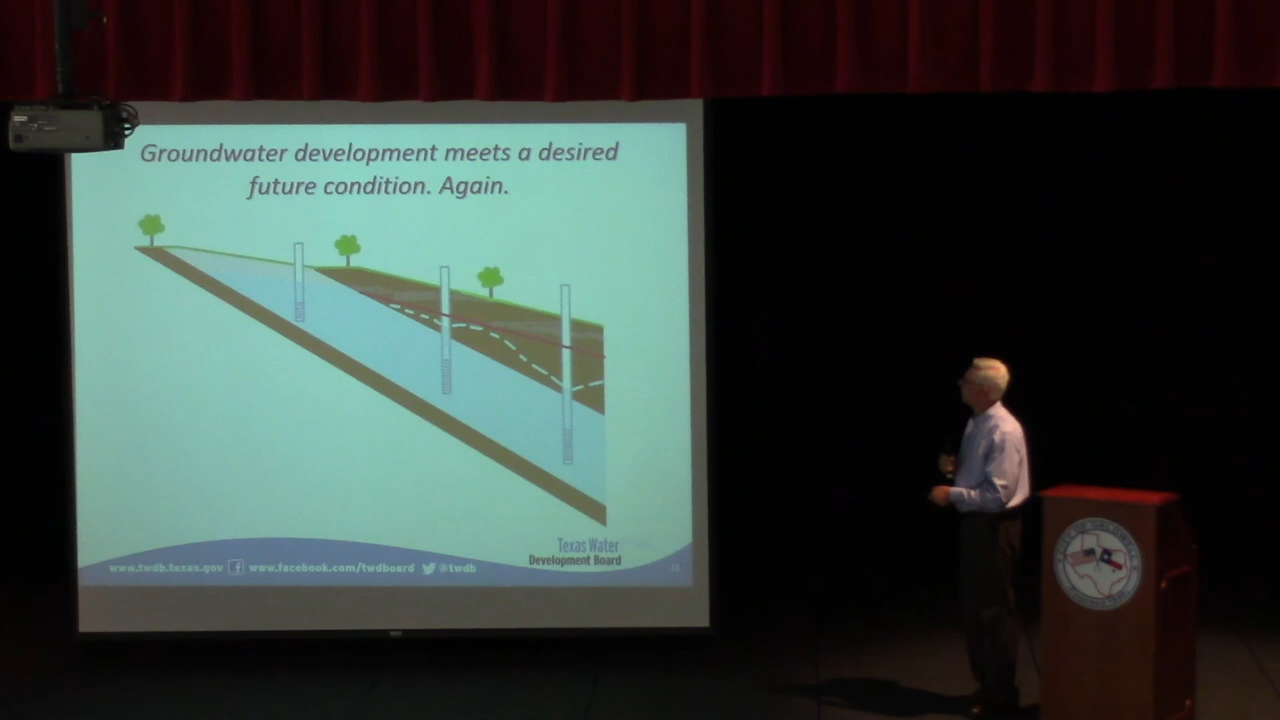 Groundwater development meets a desired
future condition. Again.
Texas Water
Development Board
www.twdb.texas.gov www.facebook.com/twdboard @twdb